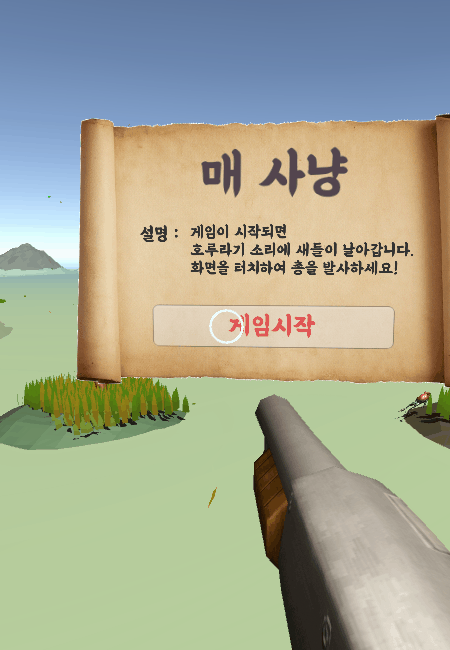 매 사냥
설명 : 게임이 시작되면
호루라기 소리에 새들이 날아갑니다.
화면을 터치하여 총을 발사하세요!
게임시작